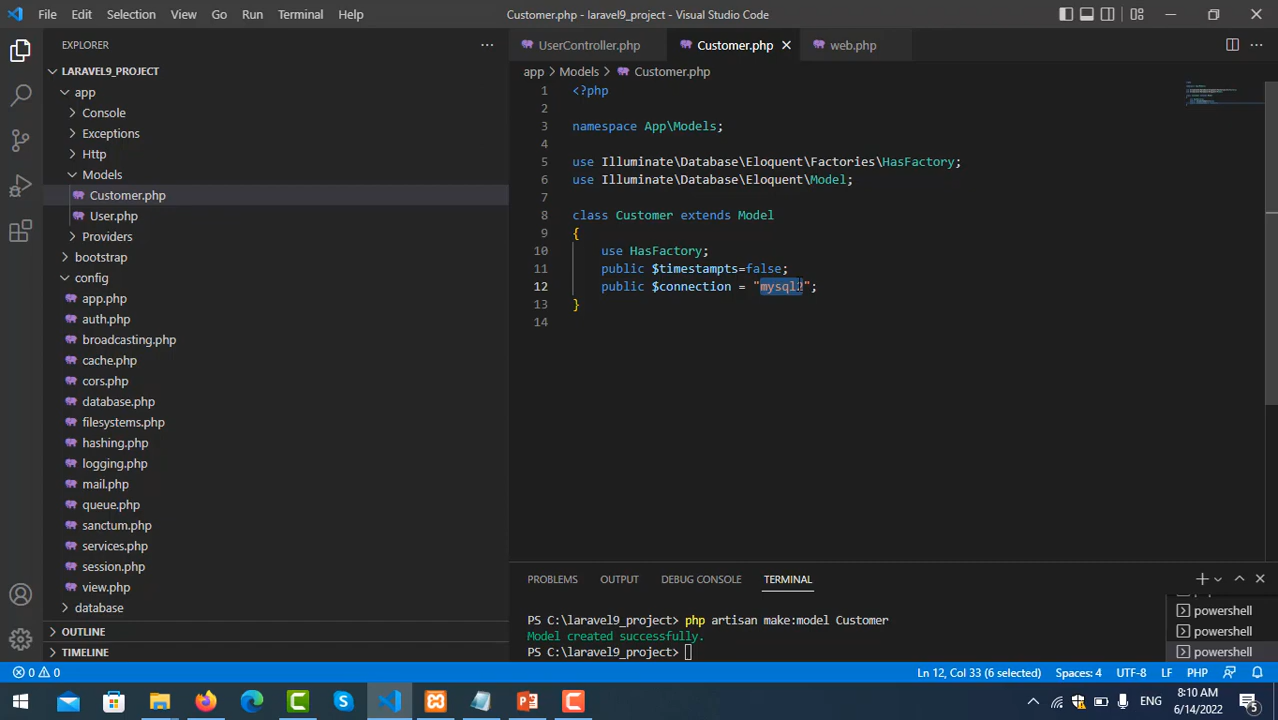 File Edit Selection View Go Run Terminal Help Customer.php - laravel9_project - Visual Studio Code
EXPLORER
LARAVEL9_PROJECT
app
Console
Exceptions
Http
Models
Customer.php
User.php
Providers
bootstrap
config
app.php
auth.php
broadcasting.php
cache.php
cors.php
database.php
filesystems.php
hashing.php
logging.php
mail.php
queue.php
sanctum.php
services.php
session.php
view.php
database
OUTLINE
TIMELINE
UserController.php Customer.php web.php
app > Models > Customer.php
1 <?php
2
3 namespace App\Models;
4
5 use Illuminate\Database\Eloquent\Factories\HasFactory;
6 use Illuminate\Database\Eloquent\Model;
7
8 class Customer extends Model
9 {
10 use HasFactory;
11 public $timestampts=false;
12 public $connection = "mysql2";
13 }
14
PROBLEMS OUTPUT DEBUG CONSOLE TERMINAL
PS C:\laravel9_project> php artisan make:model Customer
Model created successfully.
PS C:\laravel9_project>
powershell
powershell
powershell
0 0 Ln 12, Col 33 (6 selected) Spaces: 4 UTF-8 LF PHP
ENG 8:10 AM
6/14/2022 5